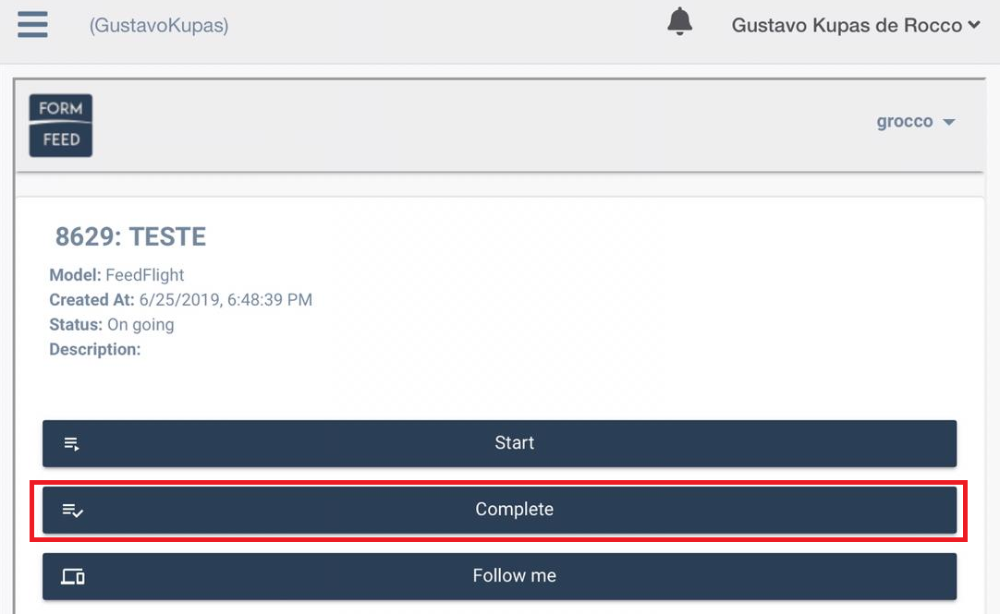 (GustavoKupas)
Gustavo Kupas de Rocco
FORM
FEED
grocco
8629: TESTE
Model: FeedFlight
Created At: 6/25/2019, 6:48:39 PM
Status: On going
Description:
Start
Complete
Follow me